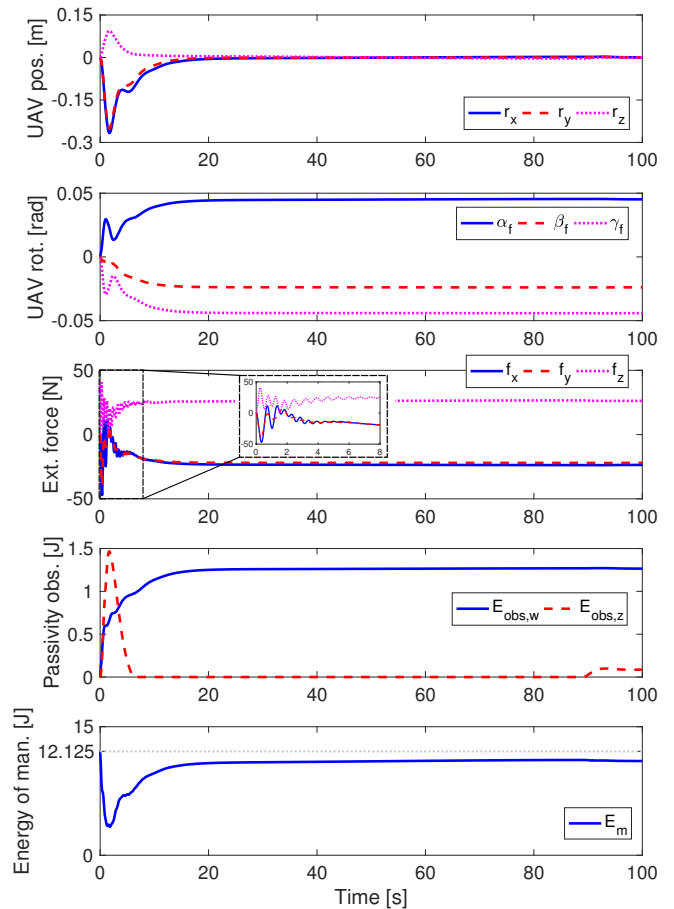 0.15
0
-0.15
-0.3
UAV pos. [m]
r_x r_y r_z
0 20 40 60 80 100
0.05
0
-0.05
UAV rot. [rad]
α_f β_f γ_f
0 20 40 60 80 100
50
0
-50
Ext. force [N]
f_x f_y f_z
50
0
-50
0 2 4 6 8
0 20 40 60 80 100
1.5
1
0.5
0
Passivity obs. [J]
E_obs,w E_obs,z
0 20 40 60 80 100
15
12.125
0
Energy of man. [J]
E_m
0 20 40 60 80 100
Time [s]